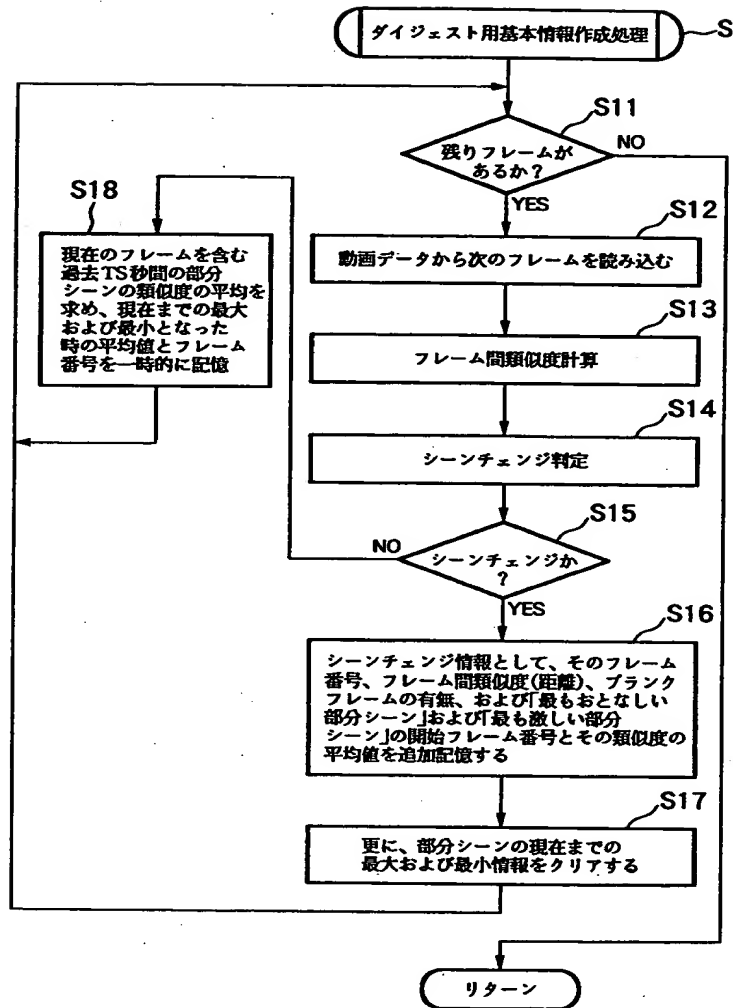 ダイジェスト用基本情報作成処理
S
S11
残りフレームが
あるか?
NO
YES
S12
動画データから次のフレームを読み込む
S13
フレーム間類似度計算
S14
シーンチェンジ判定
S15
シーンチェンジか
?
NO
YES
S18
現在のフレームを含む
過去TS秒間の部分
シーンの類似度の平均を
求め、現在までの最大
および最小となった
時の平均値とフレーム
番号を一時的に記憶
S16
シーンチェンジ情報として、そのフレーム
番号、フレーム間類似度(距離)、ブランク
フレームの有無、および「最もおとなしい
部分シーン」および「最も激しい部分
シーン」の開始フレーム番号とその類似度の
平均値を追加記憶する
S17
更に、部分シーンの現在までの
最大および最小情報をクリアする
リターン